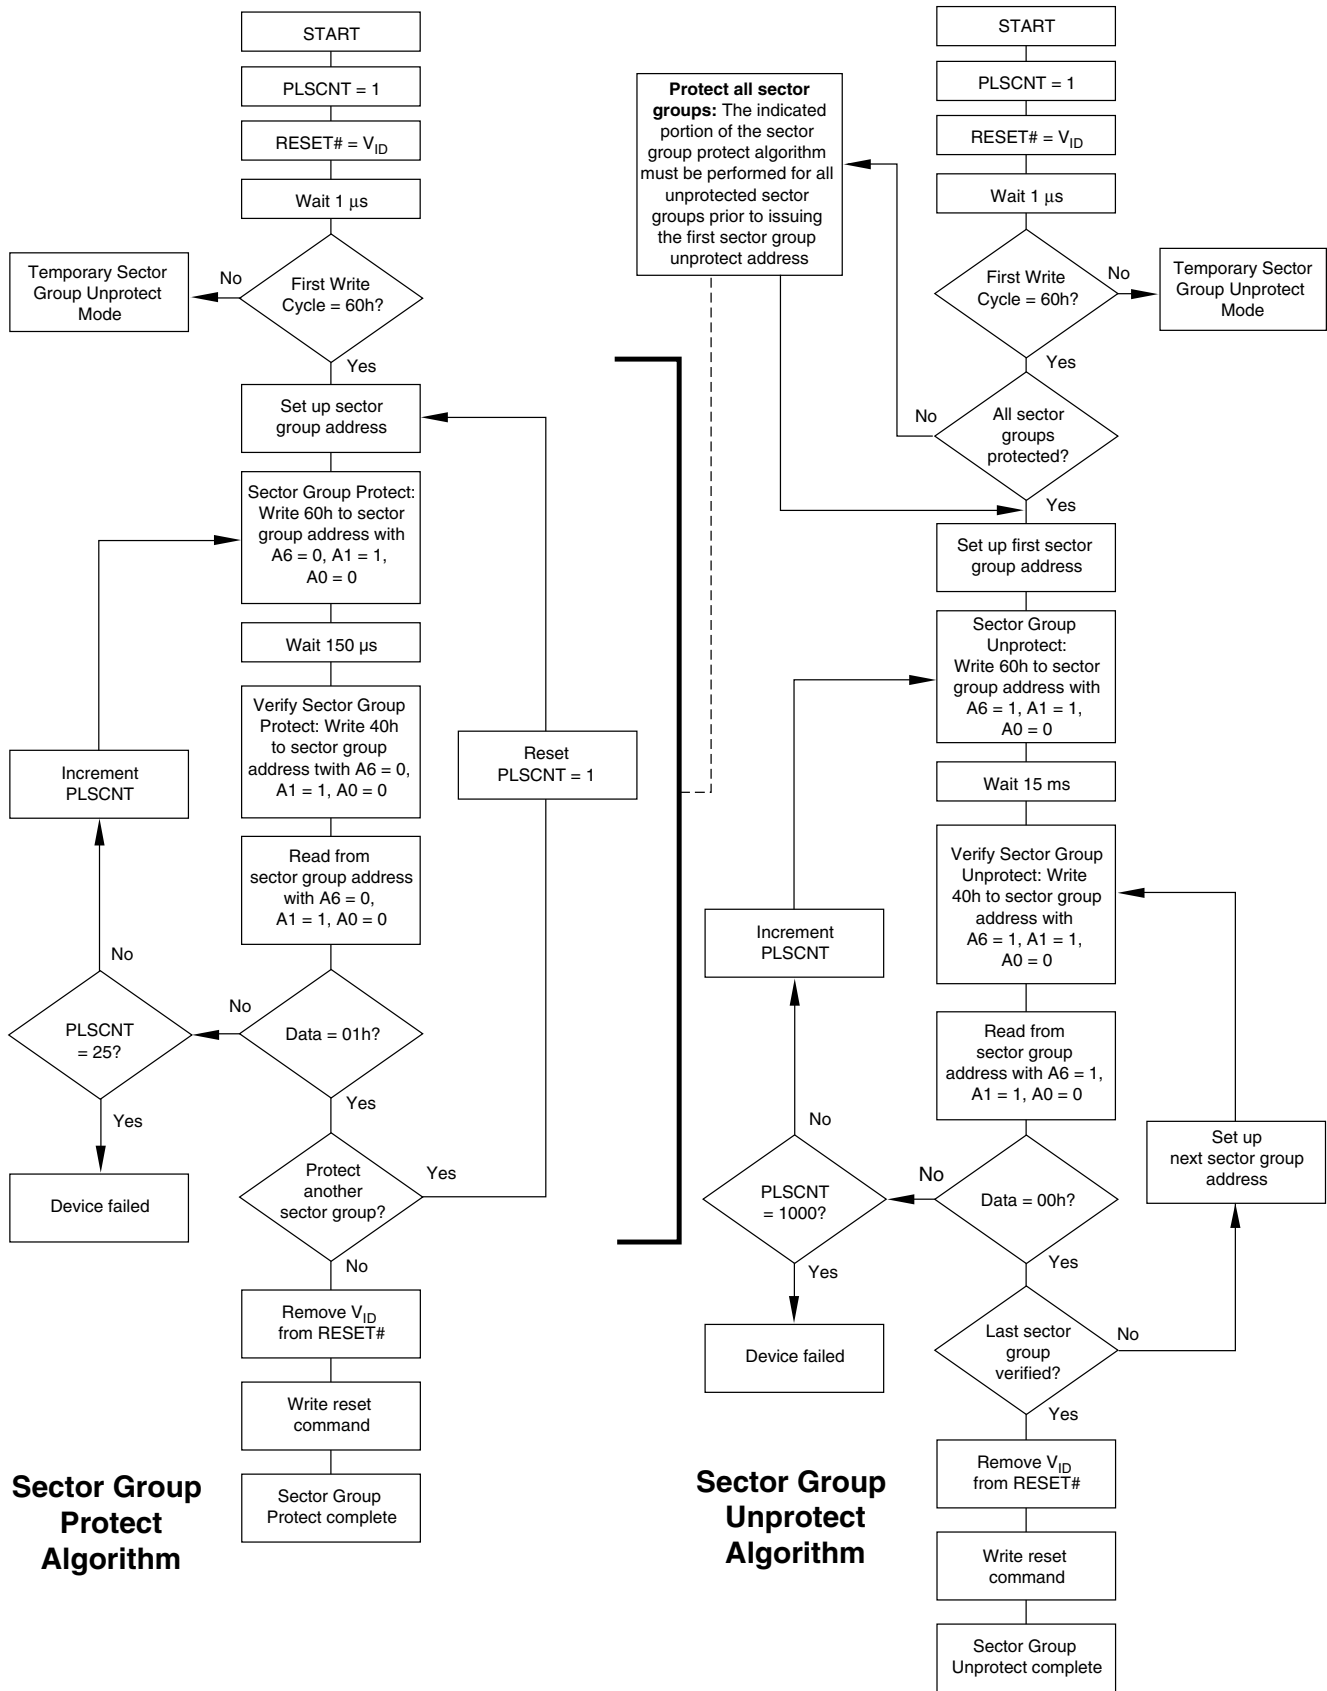 START
PLSCNT = 1
RESET# = VID
Wait 1 μs
First Write
Cycle = 60h?
No
Temporary Sector
Group Unprotect
Mode
Yes
Set up sector
group address
Sector Group Protect:
Write 60h to sector
group address with
A6 = 0, A1 = 1,
A0 = 0
Wait 150 µs
Verify Sector Group
Protect: Write 40h
to sector group
address twith A6 = 0,
A1 = 1, A0 = 0
Increment
PLSCNT
Reset
PLSCNT = 1
Read from
sector group address
with A6 = 0,
A1 = 1, A0 = 0
No
No
PLSCNT
= 25?
Data = 01h?
Yes
Yes
Device failed
Protect
another
sector group?
Yes
No
Remove VID
from RESET#
Write reset
command
Sector Group
Protect complete
Sector Group
Protect
Algorithm
START
PLSCNT = 1
RESET# = VID
Wait 1 μs
Protect all sector
groups: The indicated
portion of the sector
group protect algorithm
must be performed for all
unprotected sector
groups prior to issuing
the first sector group
unprotect address
First Write
Cycle = 60h?
No
Temporary Sector
Group Unprotect
Mode
Yes
No
All sector
groups
protected?
Yes
Set up first sector
group address
Sector Group
Unprotect:
Write 60h to sector
group address with
A6 = 1, A1 = 1,
A0 = 0
Wait 15 ms
Verify Sector Group
Unprotect: Write
40h to sector group
address with
A6 = 1, A1 = 1,
A0 = 0
Increment
PLSCNT
Read from
sector group
address with A6 = 1,
A1 = 1, A0 = 0
No
Set up
next sector group
address
No
PLSCNT
= 1000?
Data = 00h?
Yes
Yes
Device failed
Last sector
group
verified?
No
Yes
Remove VID
from RESET#
Write reset
command
Sector Group
Unprotect complete
Sector Group
Unprotect
Algorithm